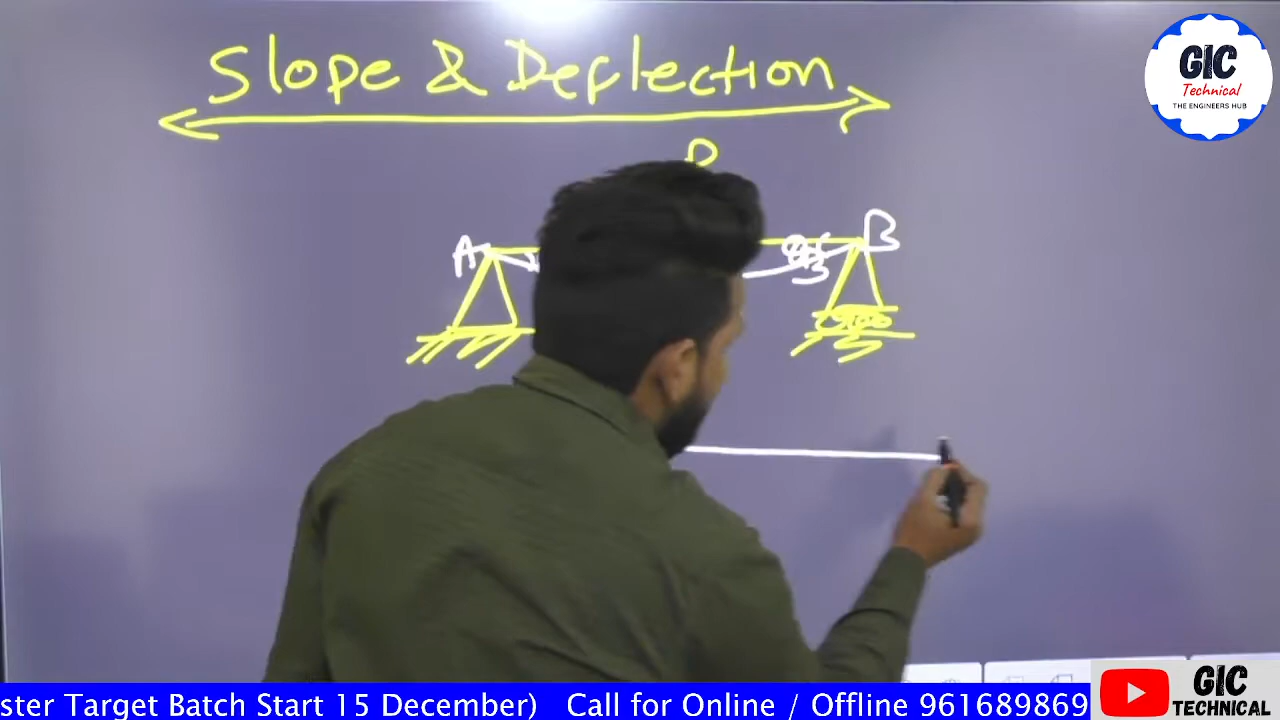 Slope & Deflection
GIC
Technical
THE ENGINEERS HUB
P
A
B
B
ster Target Batch Start 15 December) Call for Online / Offline 961689869
GIC
TECHNICAL